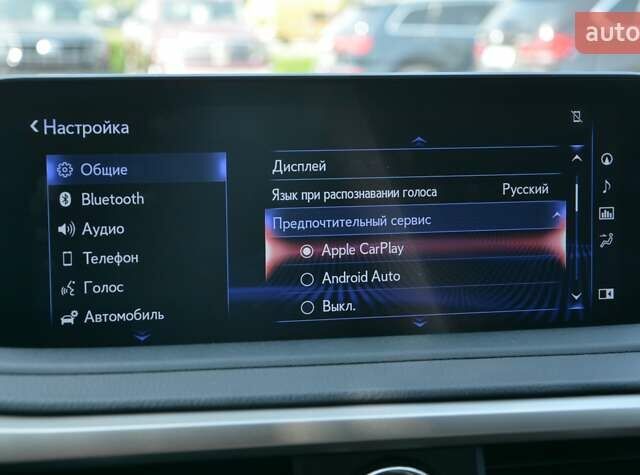 auto
Настройка
Общие
Bluetooth
Аудио
Телефон
Голос
Автомобиль
Дисплей
Язык при распознавании голоса Русский
Предпочтительный сервис
Apple CarPlay
Android Auto
Выкл.